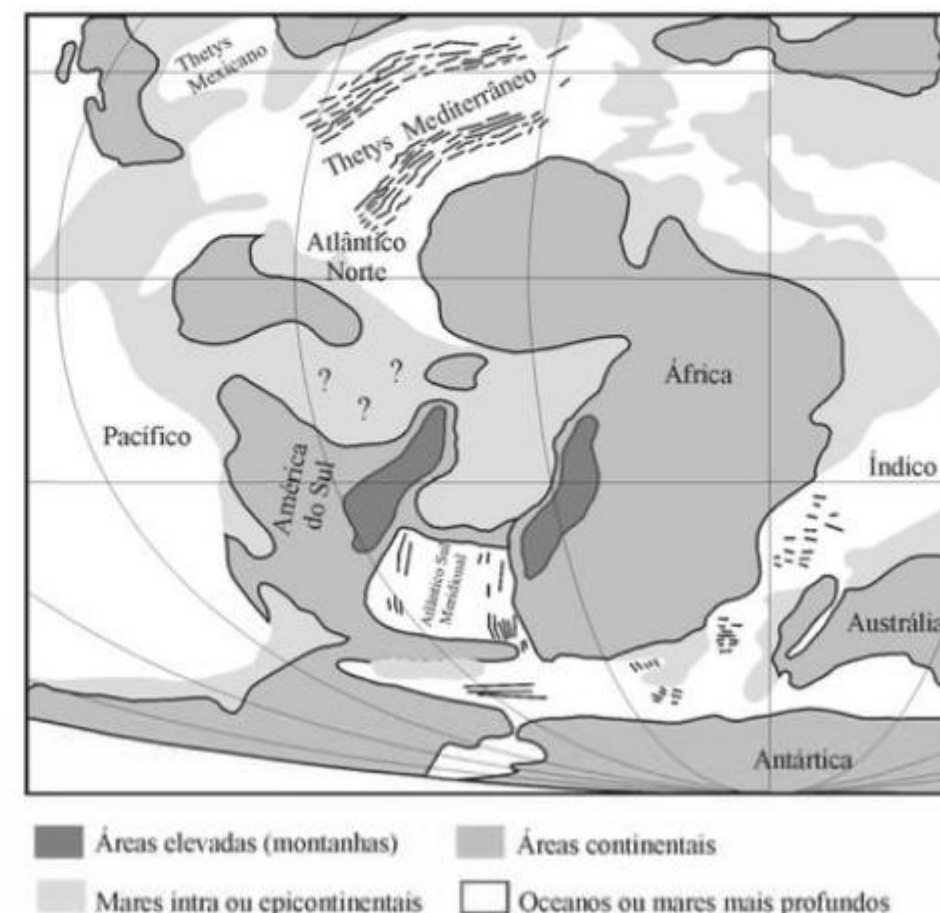 Thetys
Mexicano
Thetys Mediterrâneo
Atlântico
Norte
?
?
?
África
Pacífico
América
do Sul
Índico
Atlântico Sul
Meridional
Austrália
Antártica
Áreas elevadas (montanhas)
Áreas continentais
Mares intra ou epicontinentais
Oceanos ou mares mais profundos